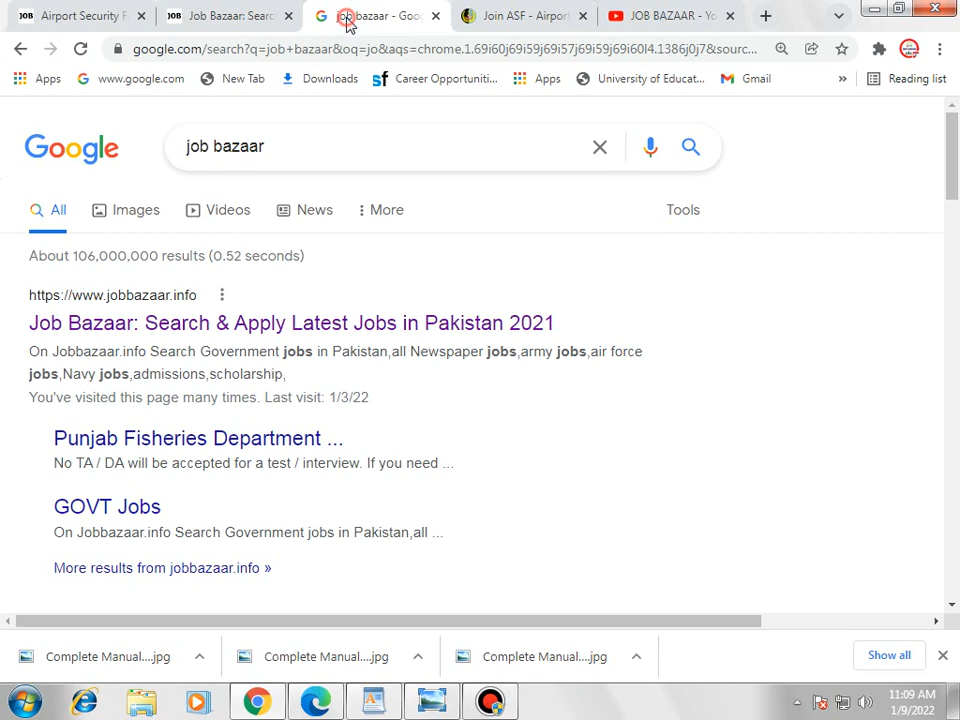 JOB Airport Security F
JOB Job Bazaar: Searc
job bazaar - Goo
Join ASF - Airport
JOB BAZAAR - Yo
google.com/search?q=job+bazaar&oq=jo&aqs=chrome.1.69i60j69i59j69i57j69i59j69i60l4.1386j0j7&sourc...
Apps
www.google.com
New Tab
Downloads
sf Career Opportuniti...
Apps
University of Educat...
Gmail
»
Reading list
Google
job bazaar
All
Images
Videos
News
More
Tools
About 106,000,000 results (0.52 seconds)
https://www.jobbazaar.info
Job Bazaar: Search & Apply Latest Jobs in Pakistan 2021
On Jobbazaar.info Search Government jobs in Pakistan,all Newspaper jobs,army jobs,air force
jobs,Navy jobs,admissions,scholarship,
You've visited this page many times. Last visit: 1/3/22
Punjab Fisheries Department ...
No TA / DA will be accepted for a test / interview. If you need ...
GOVT Jobs
On Jobbazaar.info Search Government jobs in Pakistan,all ...
More results from jobbazaar.info »
Complete Manual....jpg
Complete Manual....jpg
Complete Manual....jpg
Show all
11:09 AM
1/9/2022